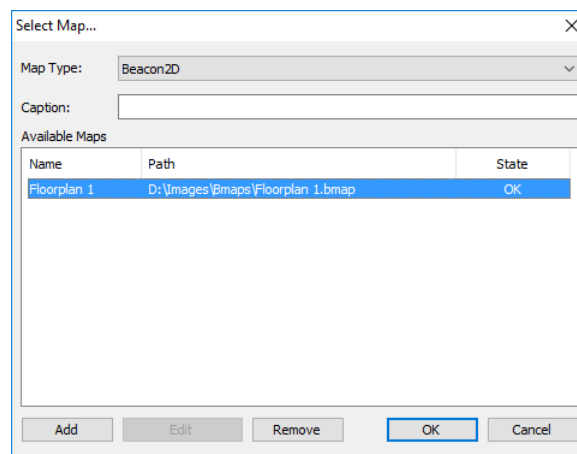 Select Map...
Map Type: Beacon2D
Caption:
Available Maps
Name Path State
Floorplan 1 D:\Images\Bmaps\Floorplan 1.bmap OK
Add Edit Remove OK Cancel